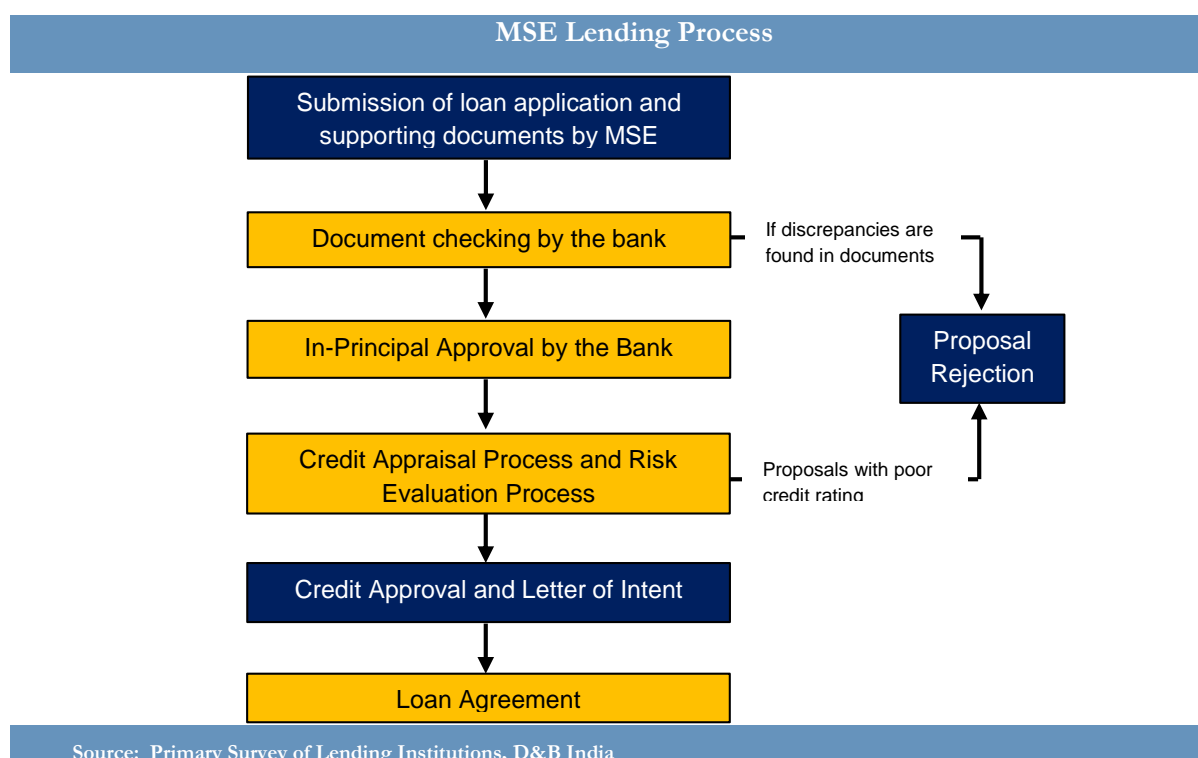 MSE Lending Process
Submission of loan application and
supporting documents by MSE
Document checking by the bank
If discrepancies are
found in documents
In-Principal Approval by the Bank
Proposal
Rejection
Credit Appraisal Process and Risk
Evaluation Process
Proposals with poor
credit rating
Credit Approval and Letter of Intent
Loan Agreement
Source: Primary Survey of Lending Institutions, D&B India